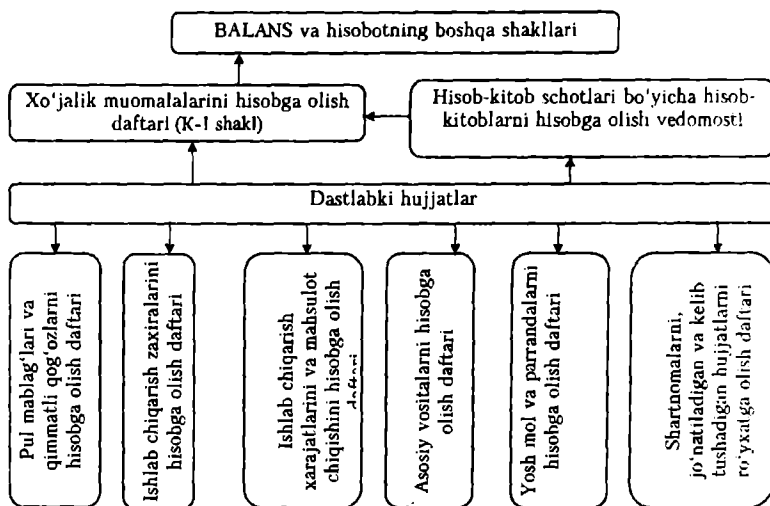 BALANS va hisobotning boshqa shakllari
Xo‘jalik muomalalarini hisobga olish
daftari (K-1 shakl)
Hisob-kitob schotlari bo‘yicha hisob-
kitoblarni hisobga olish vedomosti
Dastlabki hujjatlar
Pul mablag‘lari va
qimmatli qog‘ozlarni
hisobga olish daftari
Ishlab chiqarish zaxiralarini
hisobga olish daftari
Ishlab chiqarish
xarajatlarini va mahsulot
chiqishini hisobga olish
daftari
Asosiy vositalarni hisobga
olish daftari
Yosh mol va parrandalarni
hisobga olish daftari
Shartnomalarni,
jo‘natiladigan va kelib
tushadigan hujjatlarni
ro‘yxatga olish daftari